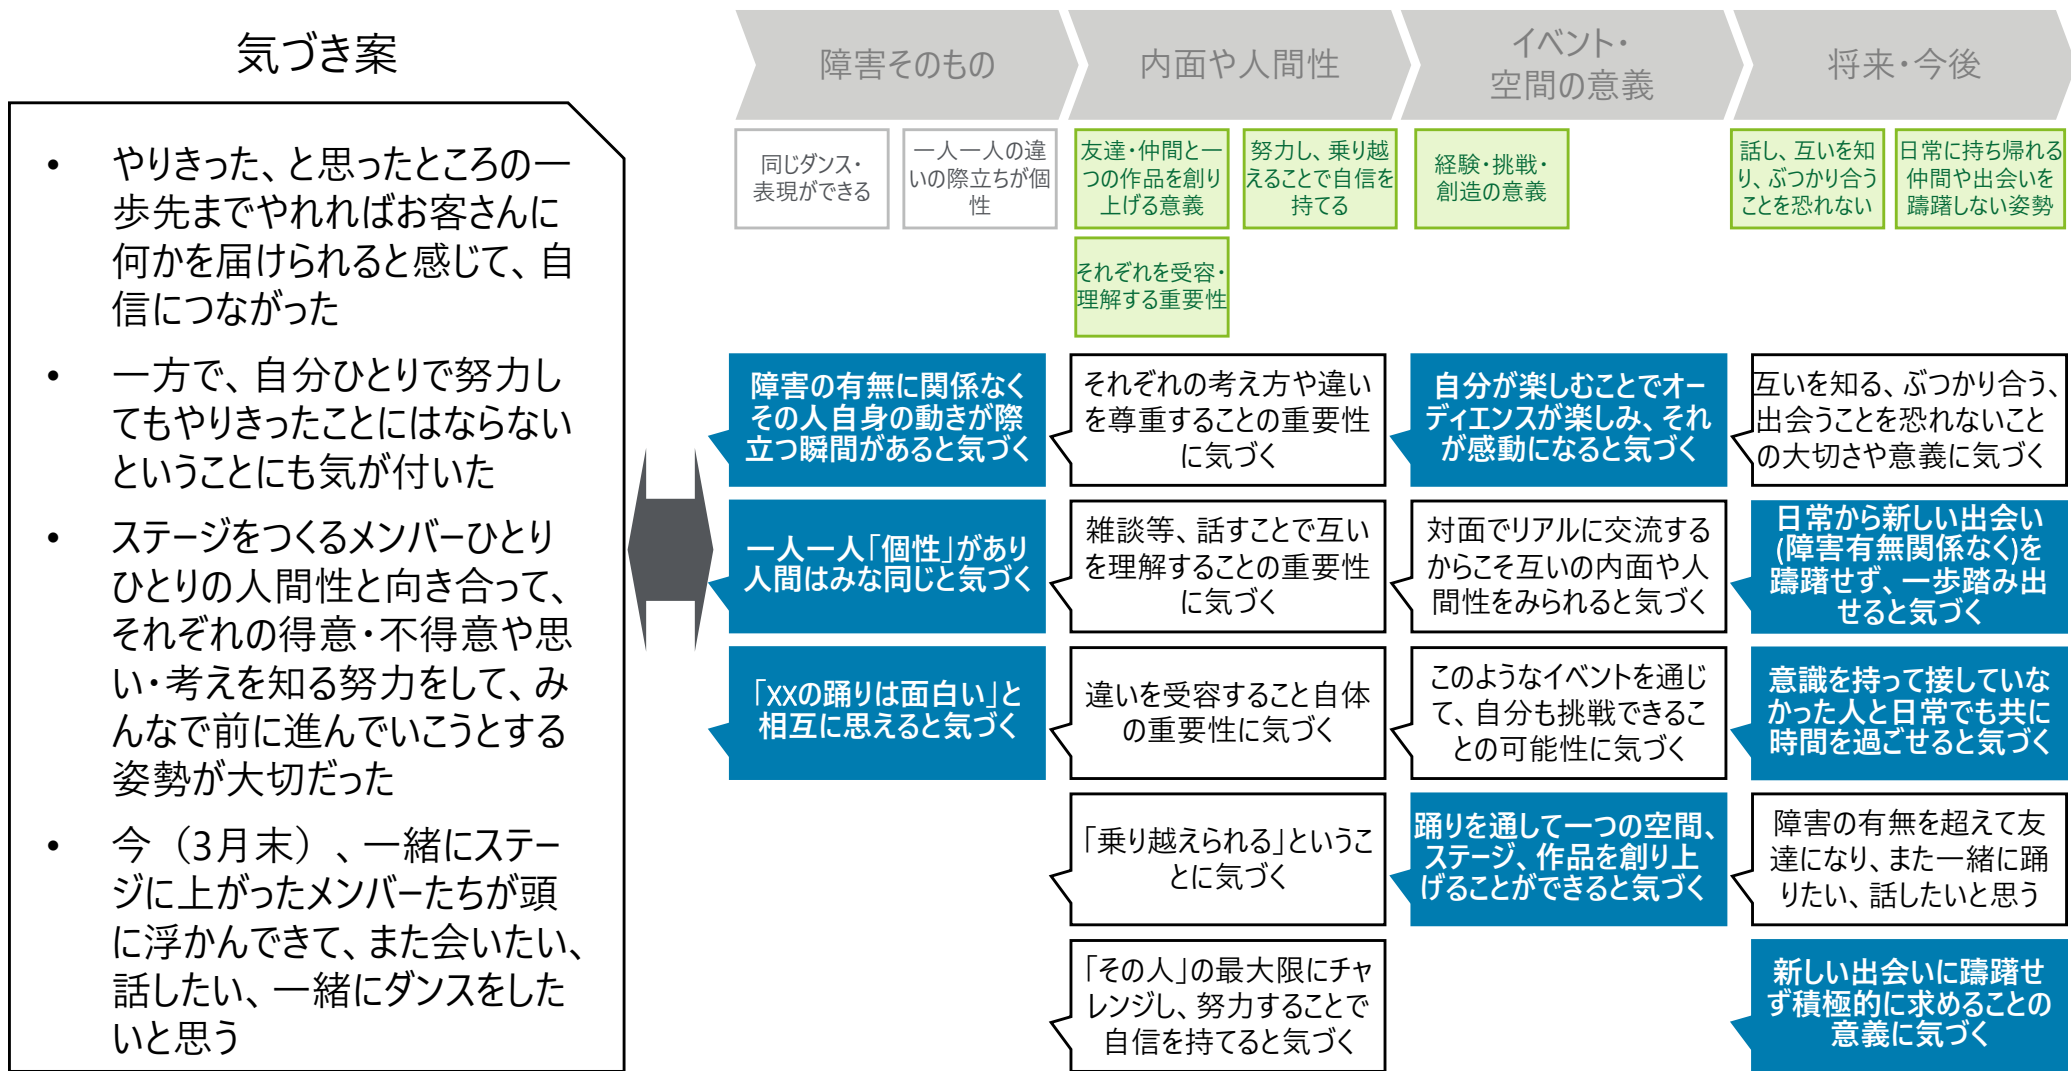 気づき案
• やりきった、と思ったところの一
歩先までやれればお客さんに
何かを届けられると感じて、自
信につながった
• 一方で、自分ひとりで努力し
てもやりきったことにはならない
ということにも気が付いた
• ステージをつくるメンバーひとり
ひとりの人間性と向き合って、
それぞれの得意・不得意や思
い・考えを知る努力をして、み
んなで前に進んでいこうとする
姿勢が大切だった
• 今（3月末）、一緒にステー
ジに上がったメンバーたちが頭
に浮かんできて、また会いたい、
話したい、一緒にダンスをした
いと思う
障害そのもの
内面や人間性
イベント・
空間の意義
将来・今後
同じダンス・
表現ができる
一人一人の違
いの際立ちが個
性
友達・仲間と一
つの作品を創り
上げる意義
努力し、乗り越
えることで自信を
持てる
経験・挑戦・
創造の意義
話し、互いを知
り、ぶつかり合う
ことを恐れない
日常に持ち帰れる
仲間や出会いを
躊躇しない姿勢
それぞれを受容・
理解する重要性
障害の有無に関係なく
その人自身の動きが際
立つ瞬間があると気づく
それぞれの考え方や違い
を尊重することの重要性
に気づく
自分が楽しむことでオー
ディエンスが楽しみ、それ
が感動になると気づく
互いを知る、ぶつかり合う、
出会うことを恐れないこと
の大切さや意義に気づく
一人一人「個性」があり
人間はみな同じと気づく
雑談等、話すことで互い
を理解することの重要性
に気づく
対面でリアルに交流する
からこそ互いの内面や人
間性をみられると気づく
日常から新しい出会い
(障害有無関係なく)を
躊躇せず、一歩踏み出
せると気づく
「XXの踊りは面白い」と
相互に思えると気づく
違いを受容すること自体
の重要性に気づく
このようなイベントを通じ
て、自分も挑戦できるこ
との可能性に気づく
意識を持って接していな
かった人と日常でも共に
時間を過ごせると気づく
「乗り越えられる」というこ
とに気づく
踊りを通して一つの空間、
ステージ、作品を創り上
げることができると気づく
障害の有無を超えて友
達になり、また一緒に踊
りたい、話したいと思う
「その人」の最大限にチャ
レンジし、努力することで
自信を持てると気づく
新しい出会いに躊躇せ
ず積極的に求めることの
意義に気づく